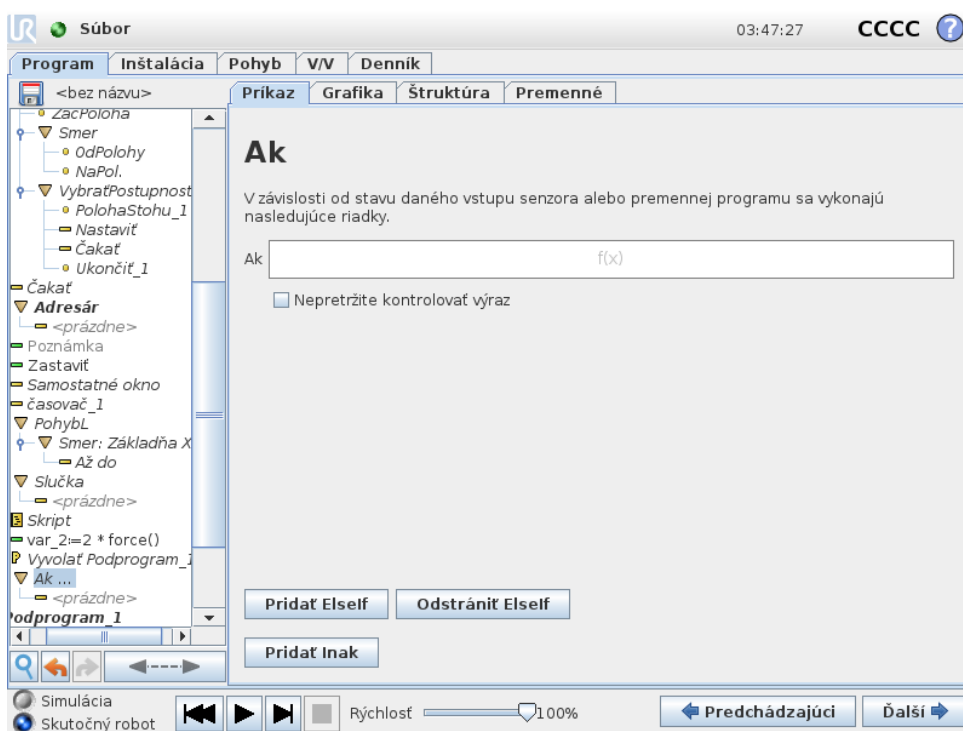 UR Súbor 03:47:27 CCCC ?
Program Inštalácia Pohyb V/V Denník
<bez názvu> Príkaz Grafika Štruktúra Premenné
ZačPoloha
Smer
OdPolohy
NaPol.
VybraťPostupnost
PolohaStohu_1
Nastaviť
Čakať
Ukončiť_1
Čakať
Adresár
<prázdne>
Poznámka
Zastaviť
Samostatné okno
časovač_1
PohybL
Smer: Základňa X
Až do
Slučka
<prázdne>
Skript
var_2:=2 * force()
P Vyvolať Podprogram_1
Ak ...
<prázdne>
Podprogram_1
Ak
V závislosti od stavu daného vstupu senzora alebo premennej programu sa vykonajú
nasledujúce riadky.
Ak f(x)
Nepretržite kontrolovať výraz
Pridať ElseIf Odstrániť ElseIf
Pridať Inak
Simulácia
Skutočný robot
Rýchlosť 100%
Predchádzajúci Ďalší